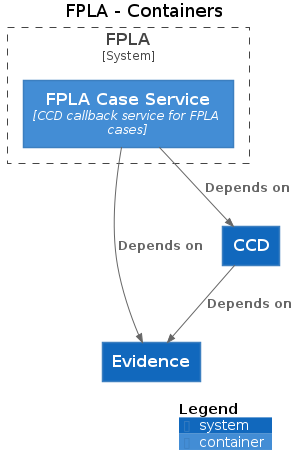 FPLA - Containers
FPLA
[System]
FPLA Case Service
[CCD callback service for FPLA
cases]
Depends on
CCD
Depends on
Depends on
Evidence
Legend
system
container